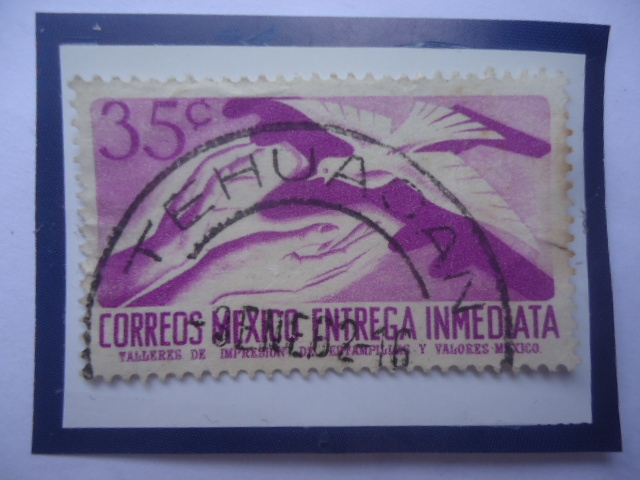 35c
TEHUACAN
CORREOS MEXICO ENTREGA INMEDIATA
TALLERES DE IMPRESION DE ESTAMPILLAS Y VALORES-MEXICO.